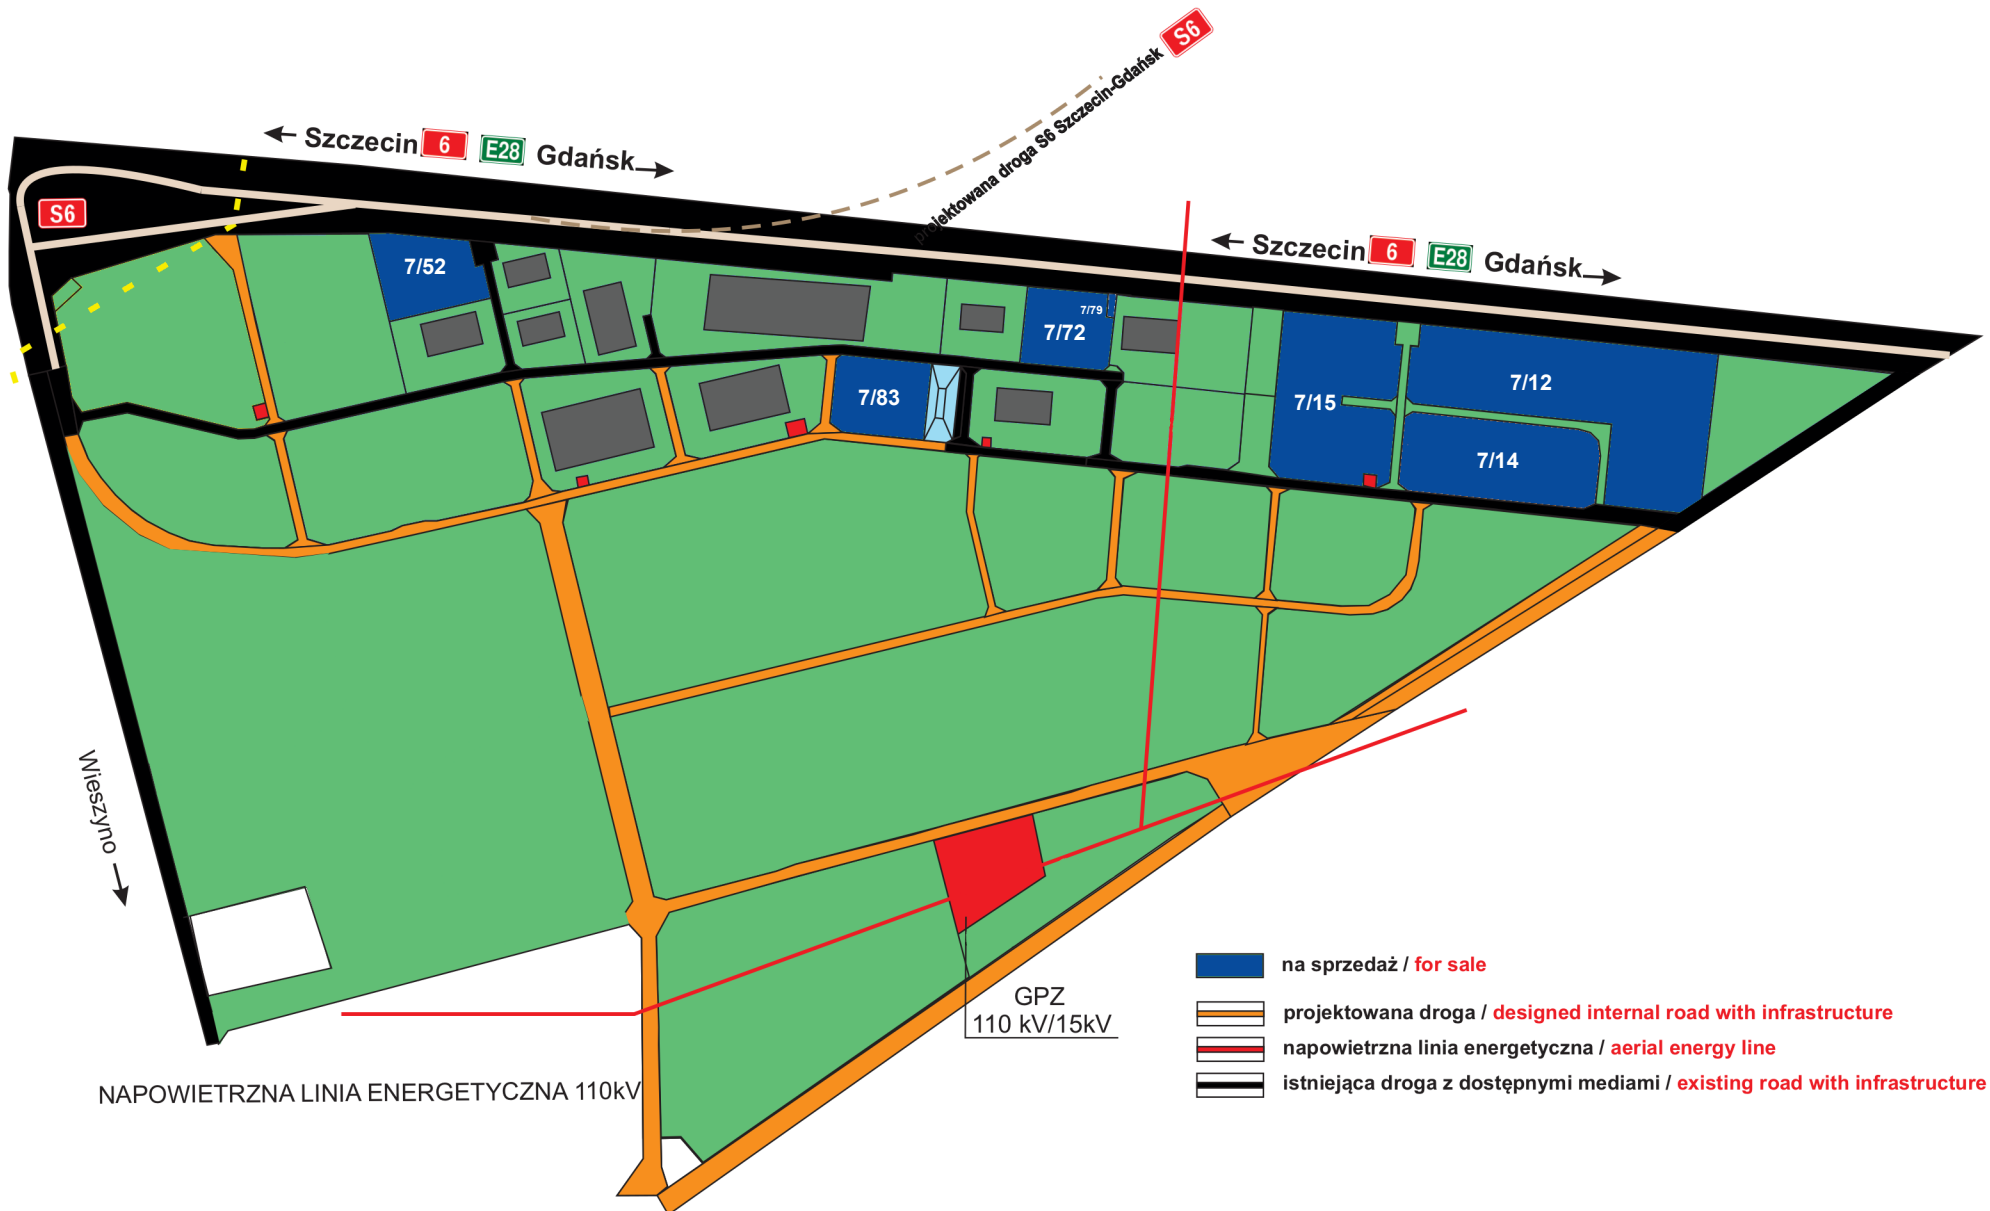 S6
projektowana droga S6 Szczecin-Gdańsk
Szczecin 6 E28 Gdańsk
S6
Szczecin 6 E28 Gdańsk
7/52
7/79
7/72
7/83
7/15
7/12
7/14
Wieszyno
na sprzedaż / for sale
GPZ
110 kV/15kV
projektowana droga / designed internal road with infrastructure
napowietrzna linia energetyczna / aerial energy line
istniejąca droga z dostępnymi mediami / existing road with infrastructure
NAPOWIETRZNA LINIA ENERGETYCZNA 110kV